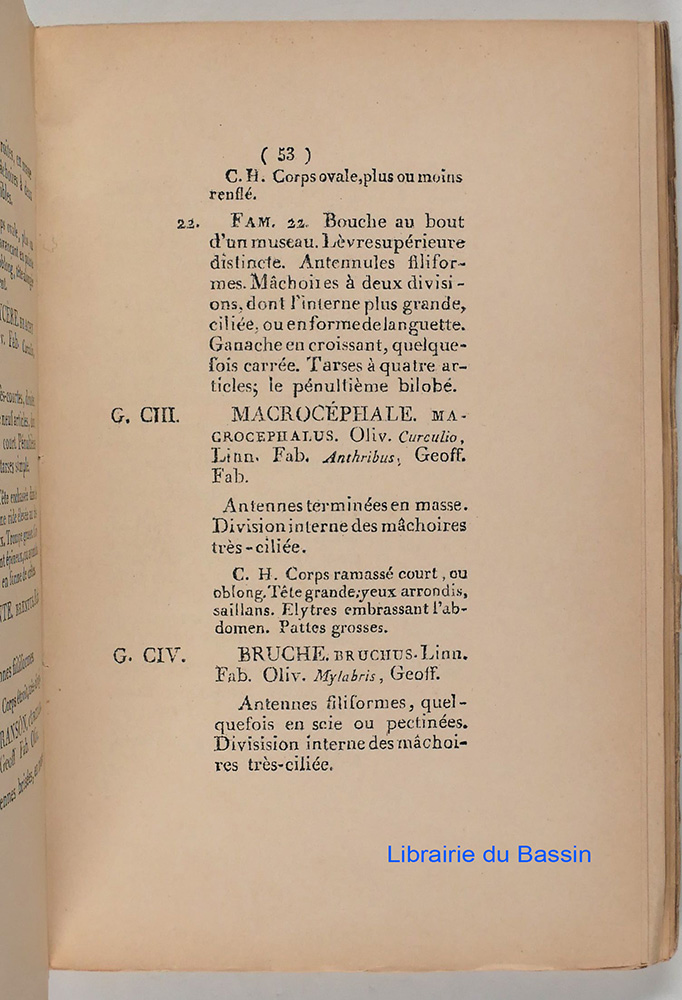 ( 53 )
C. H. Corps ovale, plus ou moins
renflé.
22. FAM. 22. Bouche au bout
d'un museau. Lèvre supérieure
distincte. Antennules filifor-
mes. Mâchoires à deux divisi-
ons, dont l'interne plus grande,
ciliée, ou en forme de languette.
Ganache en croissant, quelque-
fois carrée. Tarses à quatre ar-
ticles; le pénultième bilobé.
G. CIII. MACROCÉPHALE. MA-
CROCEPHALUS. Oliv. Curculio,
Linn. Fab. Anthribus, Geoff.
Fab.
Antennes terminées en masse.
Division interne des mâchoires
très-ciliée.
C. H. Corps ramassé court, ou
oblong. Tête grande; yeux arrondis,
saillans. Elytres embrassant l'ab-
domen. Pattes grosses.
G. CIV. BRUCHE. BRUCHUS. Linn.
Fab. Oliv. Mylabris, Geoff.
Antennes filiformes, quel-
quefois en scie ou pectinées.
Divisision interne des mâchoi-
res très-ciliée.
Librairie du Bassin